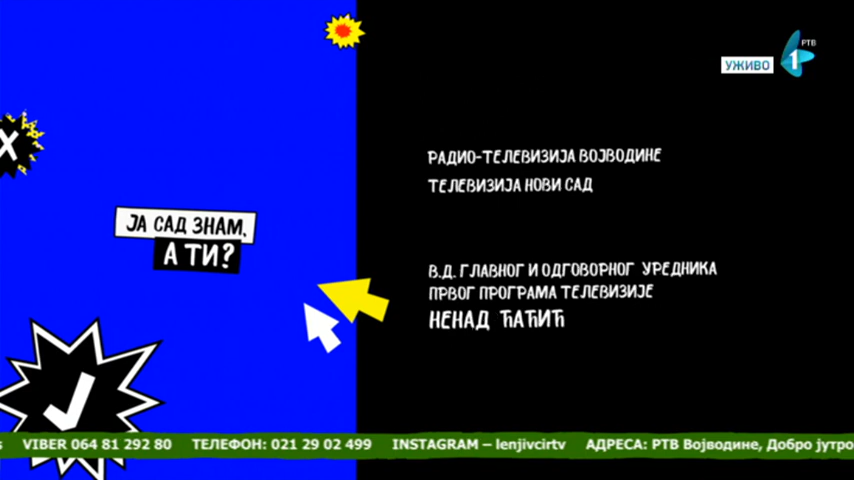 РТВ
1
УЖИВО
X
ЈА САД ЗНАМ,
А ТИ?
РАДИО-ТЕЛЕВИЗИЈА ВОЈВОДИНЕ
ТЕЛЕВИЗИЈА НОВИ САД
В.Д. ГЛАВНОГ И ОДГОВОРНОГ УРЕДНИКА
ПРВОГ ПРОГРАМА ТЕЛЕВИЗИЈЕ
НЕНАД ЋАЋИЋ
s VIBER 064 81 292 80 ТЕЛЕФОН: 021 29 02 499 INSTAGRAM – lenjivcirtv АДРЕСА: РТВ Војводине, Добро јутро